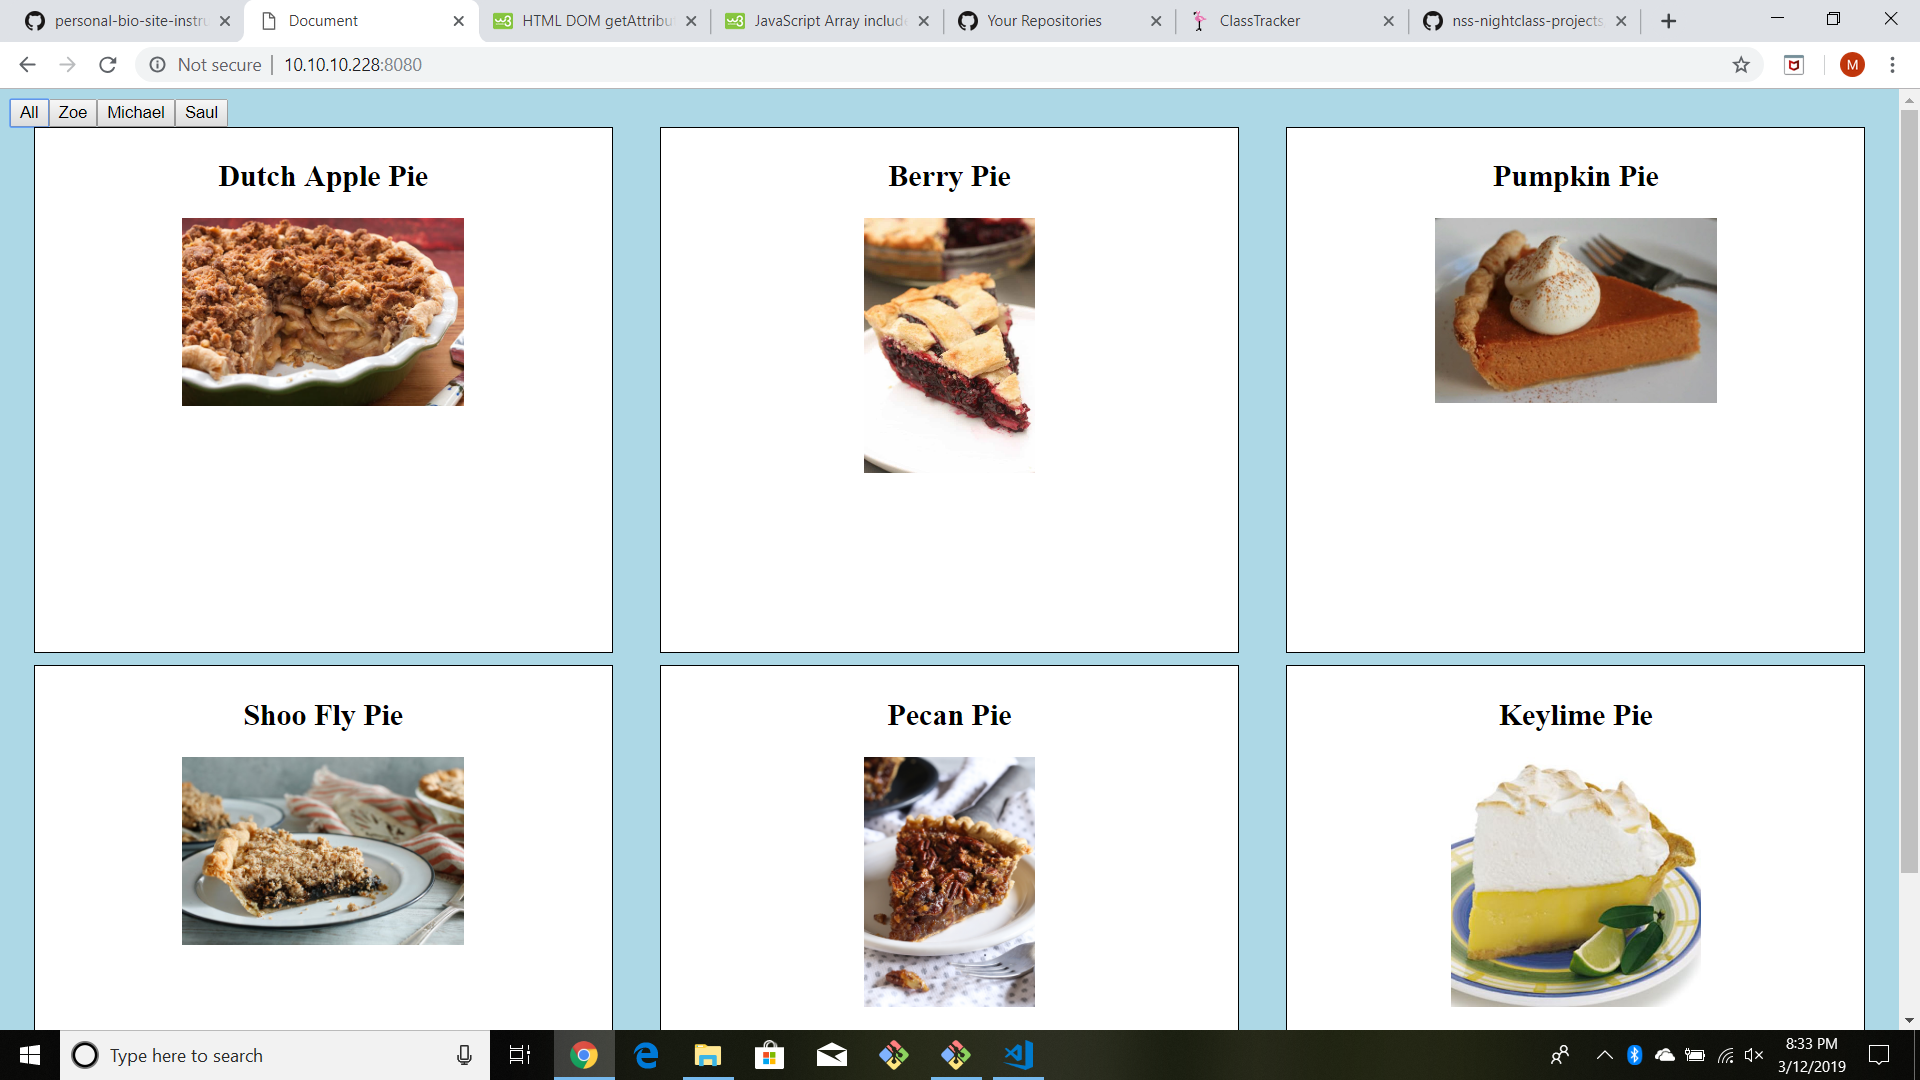 personal-bio-site-instru
Document
HTML DOM getAttribut
JavaScript Array include
Your Repositories
ClassTracker
nss-nightclass-projects
Not secure
10.10.10.228:8080
M
All
Zoe
Michael
Saul
Dutch Apple Pie
Berry Pie
Pumpkin Pie
Shoo Fly Pie
Pecan Pie
Keylime Pie
Type here to search
8:33 PM
3/12/2019